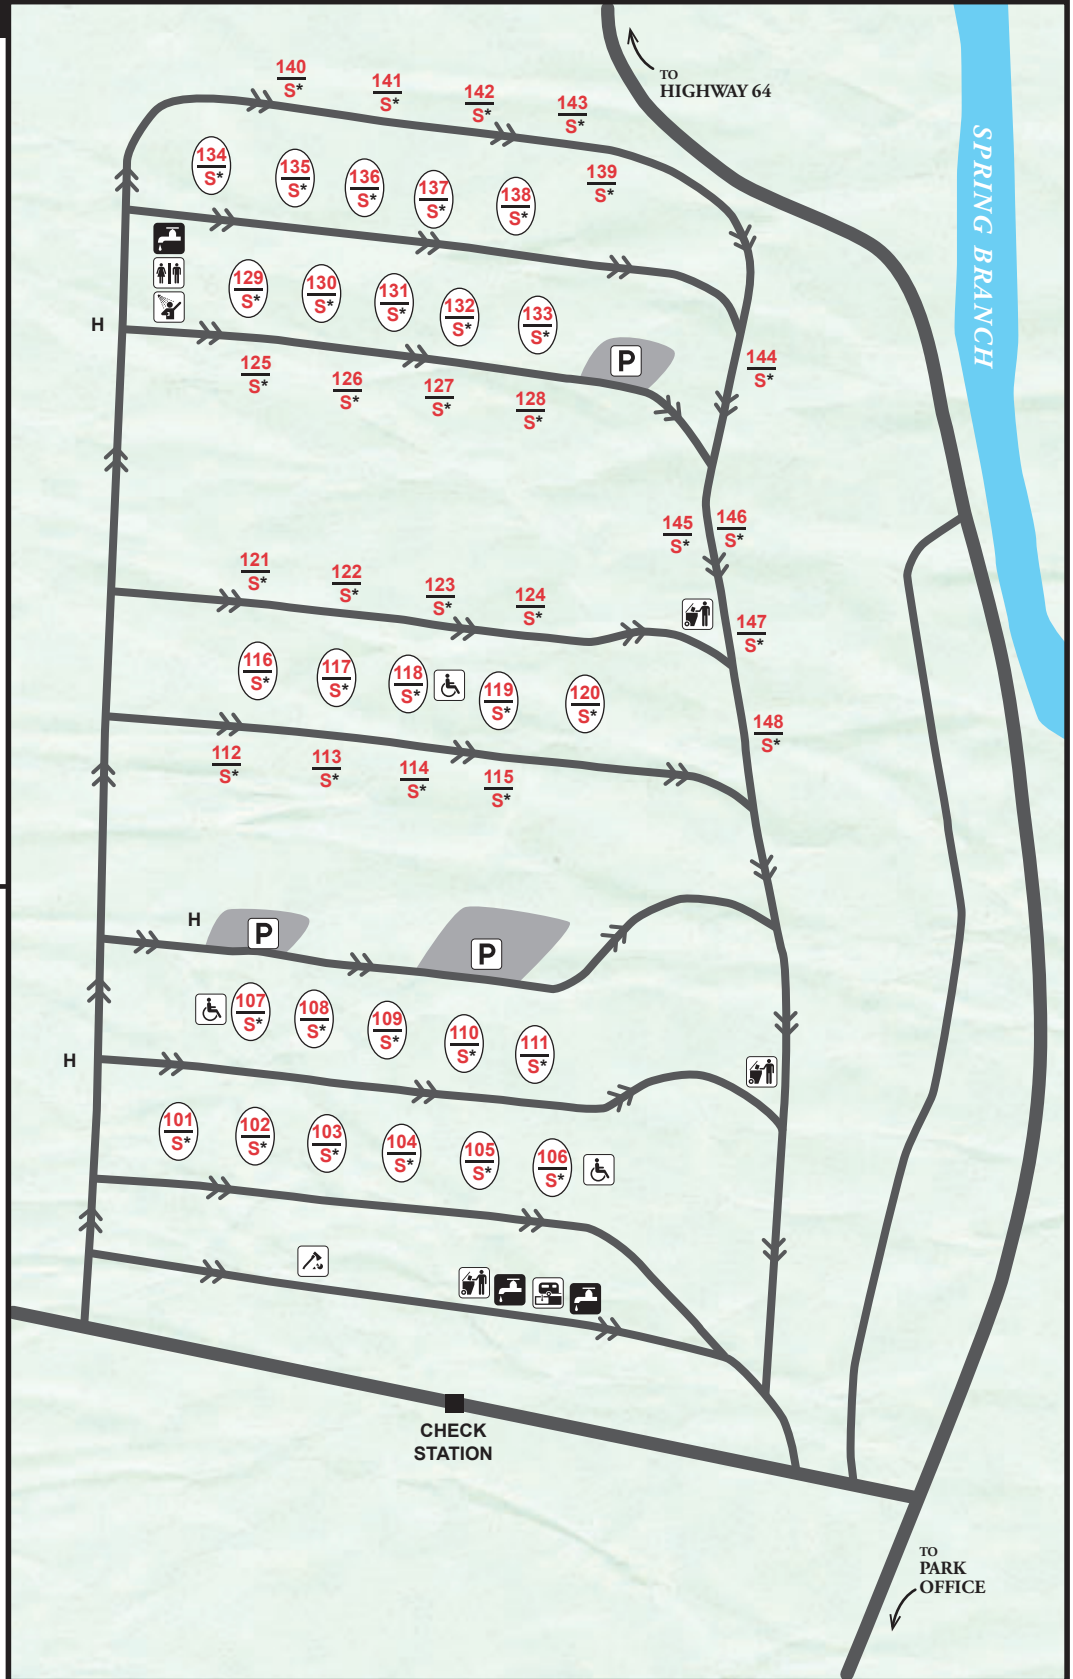 TO
HIGHWAY 64
SPRING BRANCH
140
S*
141
S*
142
S*
143
S*
139
S*
134
S*
135
S*
136
S*
137
S*
138
S*
129
S*
130
S*
131
S*
132
S*
133
S*
H
P
144
S*
125
S*
126
S*
127
S*
128
S*
145
S*
146
S*
121
S*
122
S*
123
S*
124
S*
147
S*
116
S*
117
S*
118
S*
119
S*
120
S*
148
S*
112
S*
113
S*
114
S*
115
S*
H
P
P
107
S*
108
S*
109
S*
110
S*
111
S*
H
101
S*
102
S*
103
S*
104
S*
105
S*
106
S*
CHECK
STATION
TO
PARK
OFFICE